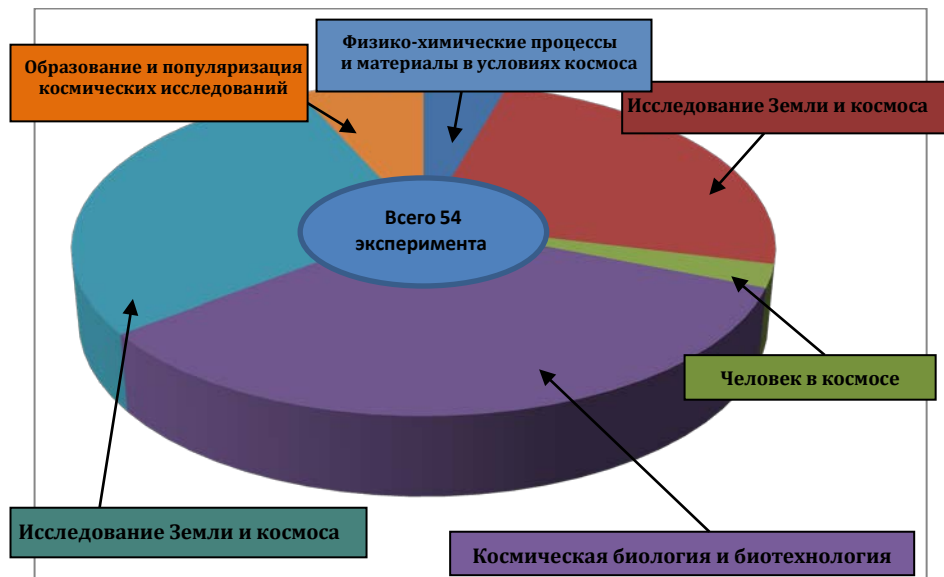 Физико-химические процессы
и материалы в условиях космоса
Образование и популяризация
космических исследований
Исследование Земли и космоса
Всего 54
эксперимента
Человек в космосе
Исследование Земли и космоса
Космическая биология и биотехнология